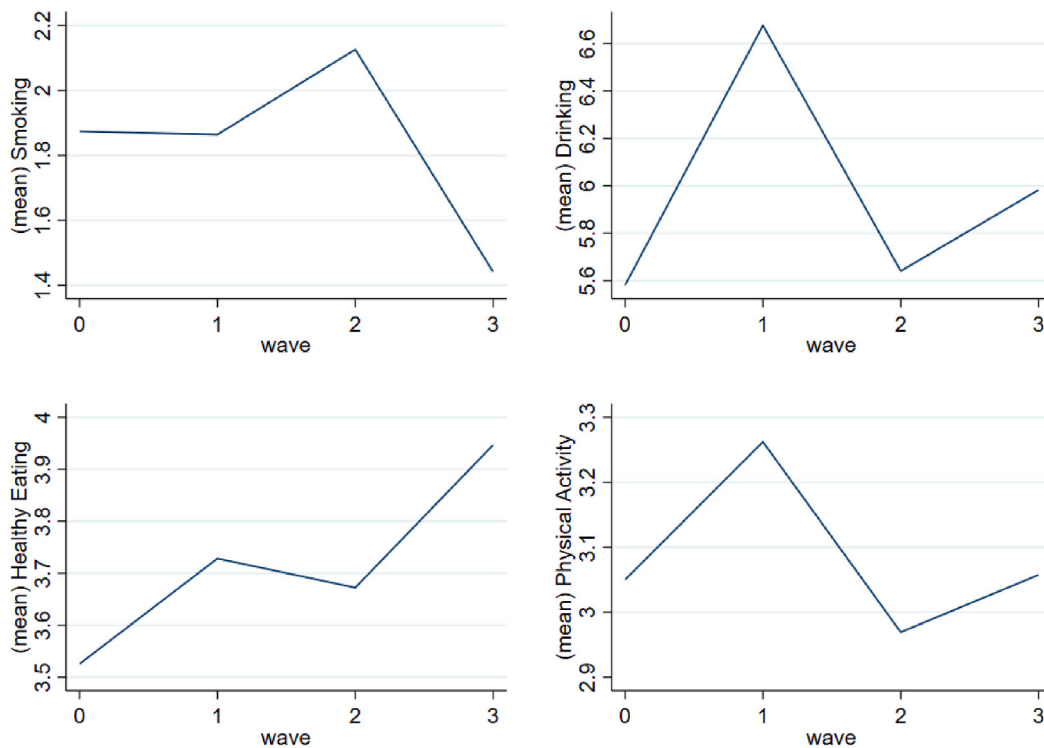 (mean) Smoking
2.2
2
1.8
1.6
1.4
0 1 2 3
wave
(mean) Drinking
6.6
6.4
6.2
6
5.8
5.6
0 1 2 3
wave
(mean) Healthy Eating
4
3.9
3.8
3.7
3.6
3.5
0 1 2 3
wave
(mean) Physical Activity
3.3
3.2
3.1
3
2.9
0 1 2 3
wave